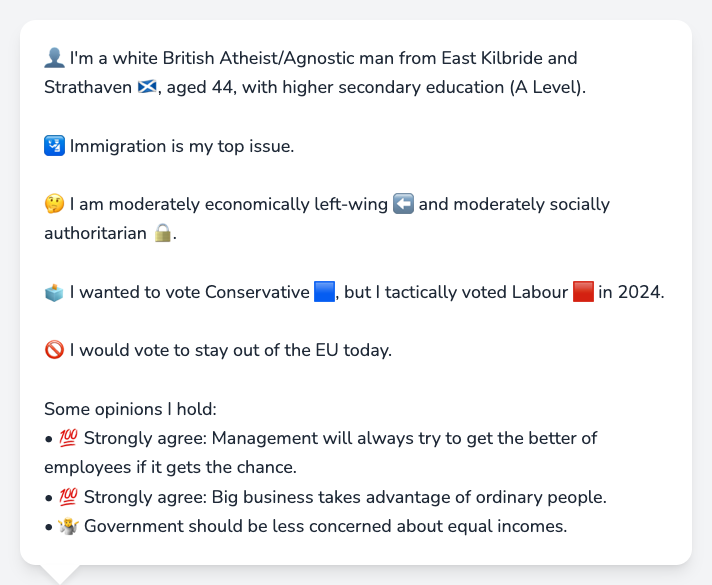 👤 I'm a white British Atheist/Agnostic man from East Kilbride and
Strathaven 🏴󠁧󠁢󠁳󠁣󠁴󠁿, aged 44, with higher secondary education (A Level).
🛂 Immigration is my top issue.
🤔 I am moderately economically left-wing ⬅️ and moderately socially
authoritarian 🔒.
🗳️ I wanted to vote Conservative 🟦, but I tactically voted Labour 🟥 in 2024.
🚫 I would vote to stay out of the EU today.
Some opinions I hold:
• 💯 Strongly agree: Management will always try to get the better of
employees if it gets the chance.
• 💯 Strongly agree: Big business takes advantage of ordinary people.
• 🤷 Government should be less concerned about equal incomes.